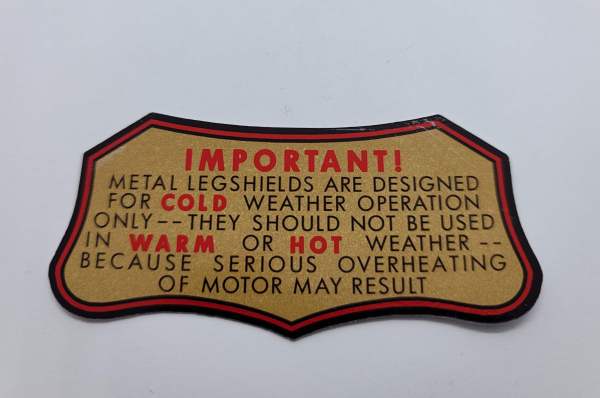 IMPORTANT!
METAL LEGSHIELDS ARE DESIGNED
FOR COLD WEATHER OPERATION
ONLY--THEY SHOULD NOT BE USED
IN WARM OR HOT WEATHER--
BECAUSE SERIOUS OVERHEATING
OF MOTOR MAY RESULT